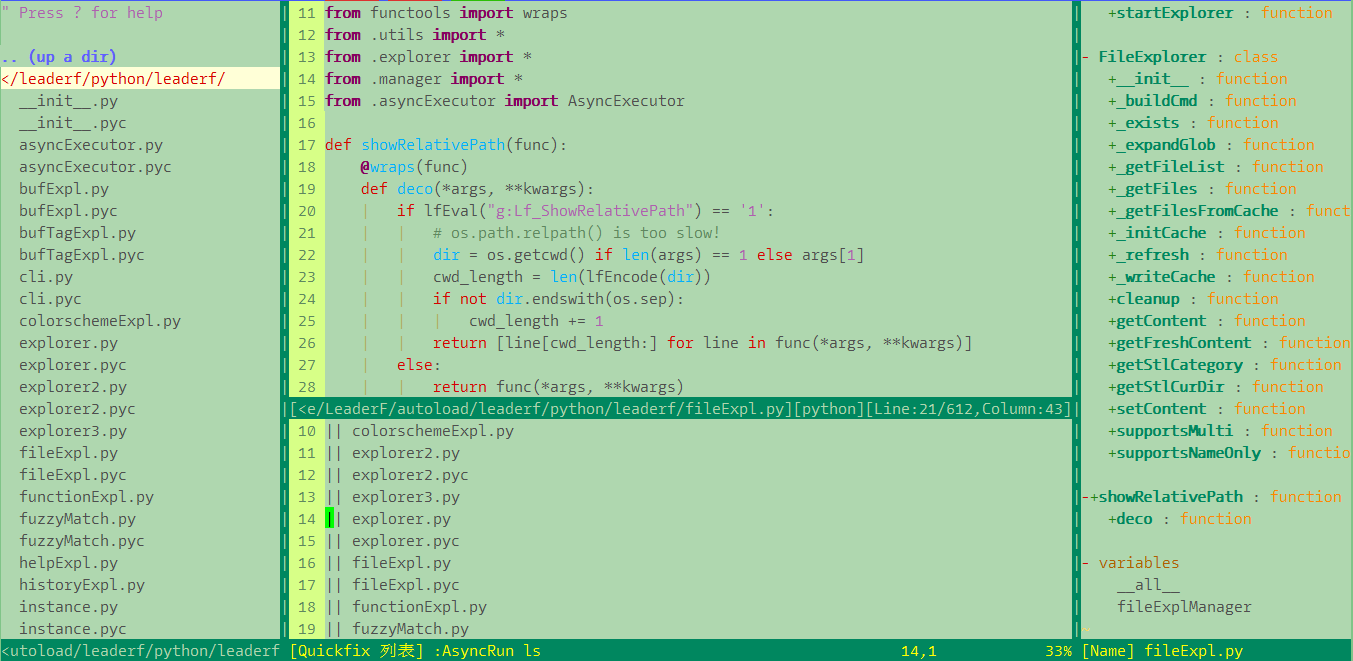 " Press ? for help
.. (up a dir)
</leaderf/python/leaderf/
__init__.py
__init__.pyc
asyncExecutor.py
asyncExecutor.pyc
bufExpl.py
bufExpl.pyc
bufTagExpl.py
bufTagExpl.pyc
cli.py
cli.pyc
colorschemeExpl.py
explorer.py
explorer.pyc
explorer2.py
explorer2.pyc
explorer3.py
fileExpl.py
fileExpl.pyc
functionExpl.py
fuzzyMatch.py
fuzzyMatch.pyc
helpExpl.py
historyExpl.py
instance.py
instance.pyc
<utoload/leaderf/python/leaderf
11 from functools import wraps
12 from .utils import *
13 from .explorer import *
14 from .manager import *
15 from .asyncExecutor import AsyncExecutor
16
17 def showRelativePath(func):
18     @wraps(func)
19     def deco(*args, **kwargs):
20     |   if lfEval("g:Lf_ShowRelativePath") == '1':
21     |   |   # os.path.relpath() is too slow!
22     |   |   dir = os.getcwd() if len(args) == 1 else args[1]
23     |   |   cwd_length = len(lfEncode(dir))
24     |   |   if not dir.endswith(os.sep):
25     |   |   |   cwd_length += 1
26     |   |   return [line[cwd_length:] for line in func(*args, **kwargs)]
27     |   else:
28     |   |   return func(*args, **kwargs)
[<e/LeaderF/autoload/leaderf/python/leaderf/fileExpl.py][python][Line:21/612,Column:43]
10 || colorschemeExpl.py
11 || explorer2.py
12 || explorer2.pyc
13 || explorer3.py
14 || explorer.py
15 || explorer.pyc
16 || fileExpl.py
17 || fileExpl.pyc
18 || functionExpl.py
19 || fuzzyMatch.py
[Quickfix 列表] :AsyncRun ls 14,1 33%
+startExplorer : function
- FileExplorer : class
+__init__ : function
+_buildCmd : function
+_exists : function
+_expandGlob : function
+_getFileList : function
+_getFiles : function
+_getFilesFromCache : funct
+_initCache : function
+_refresh : function
+_writeCache : function
+cleanup : function
+getContent : function
+getFreshContent : function
+getStlCategory : function
+getStlCurDir : function
+setContent : function
+supportsMulti : function
+supportsNameOnly : functio
-+showRelativePath : function
+deco : function
- variables
__all__
fileExplManager
~
[Name] fileExpl.py